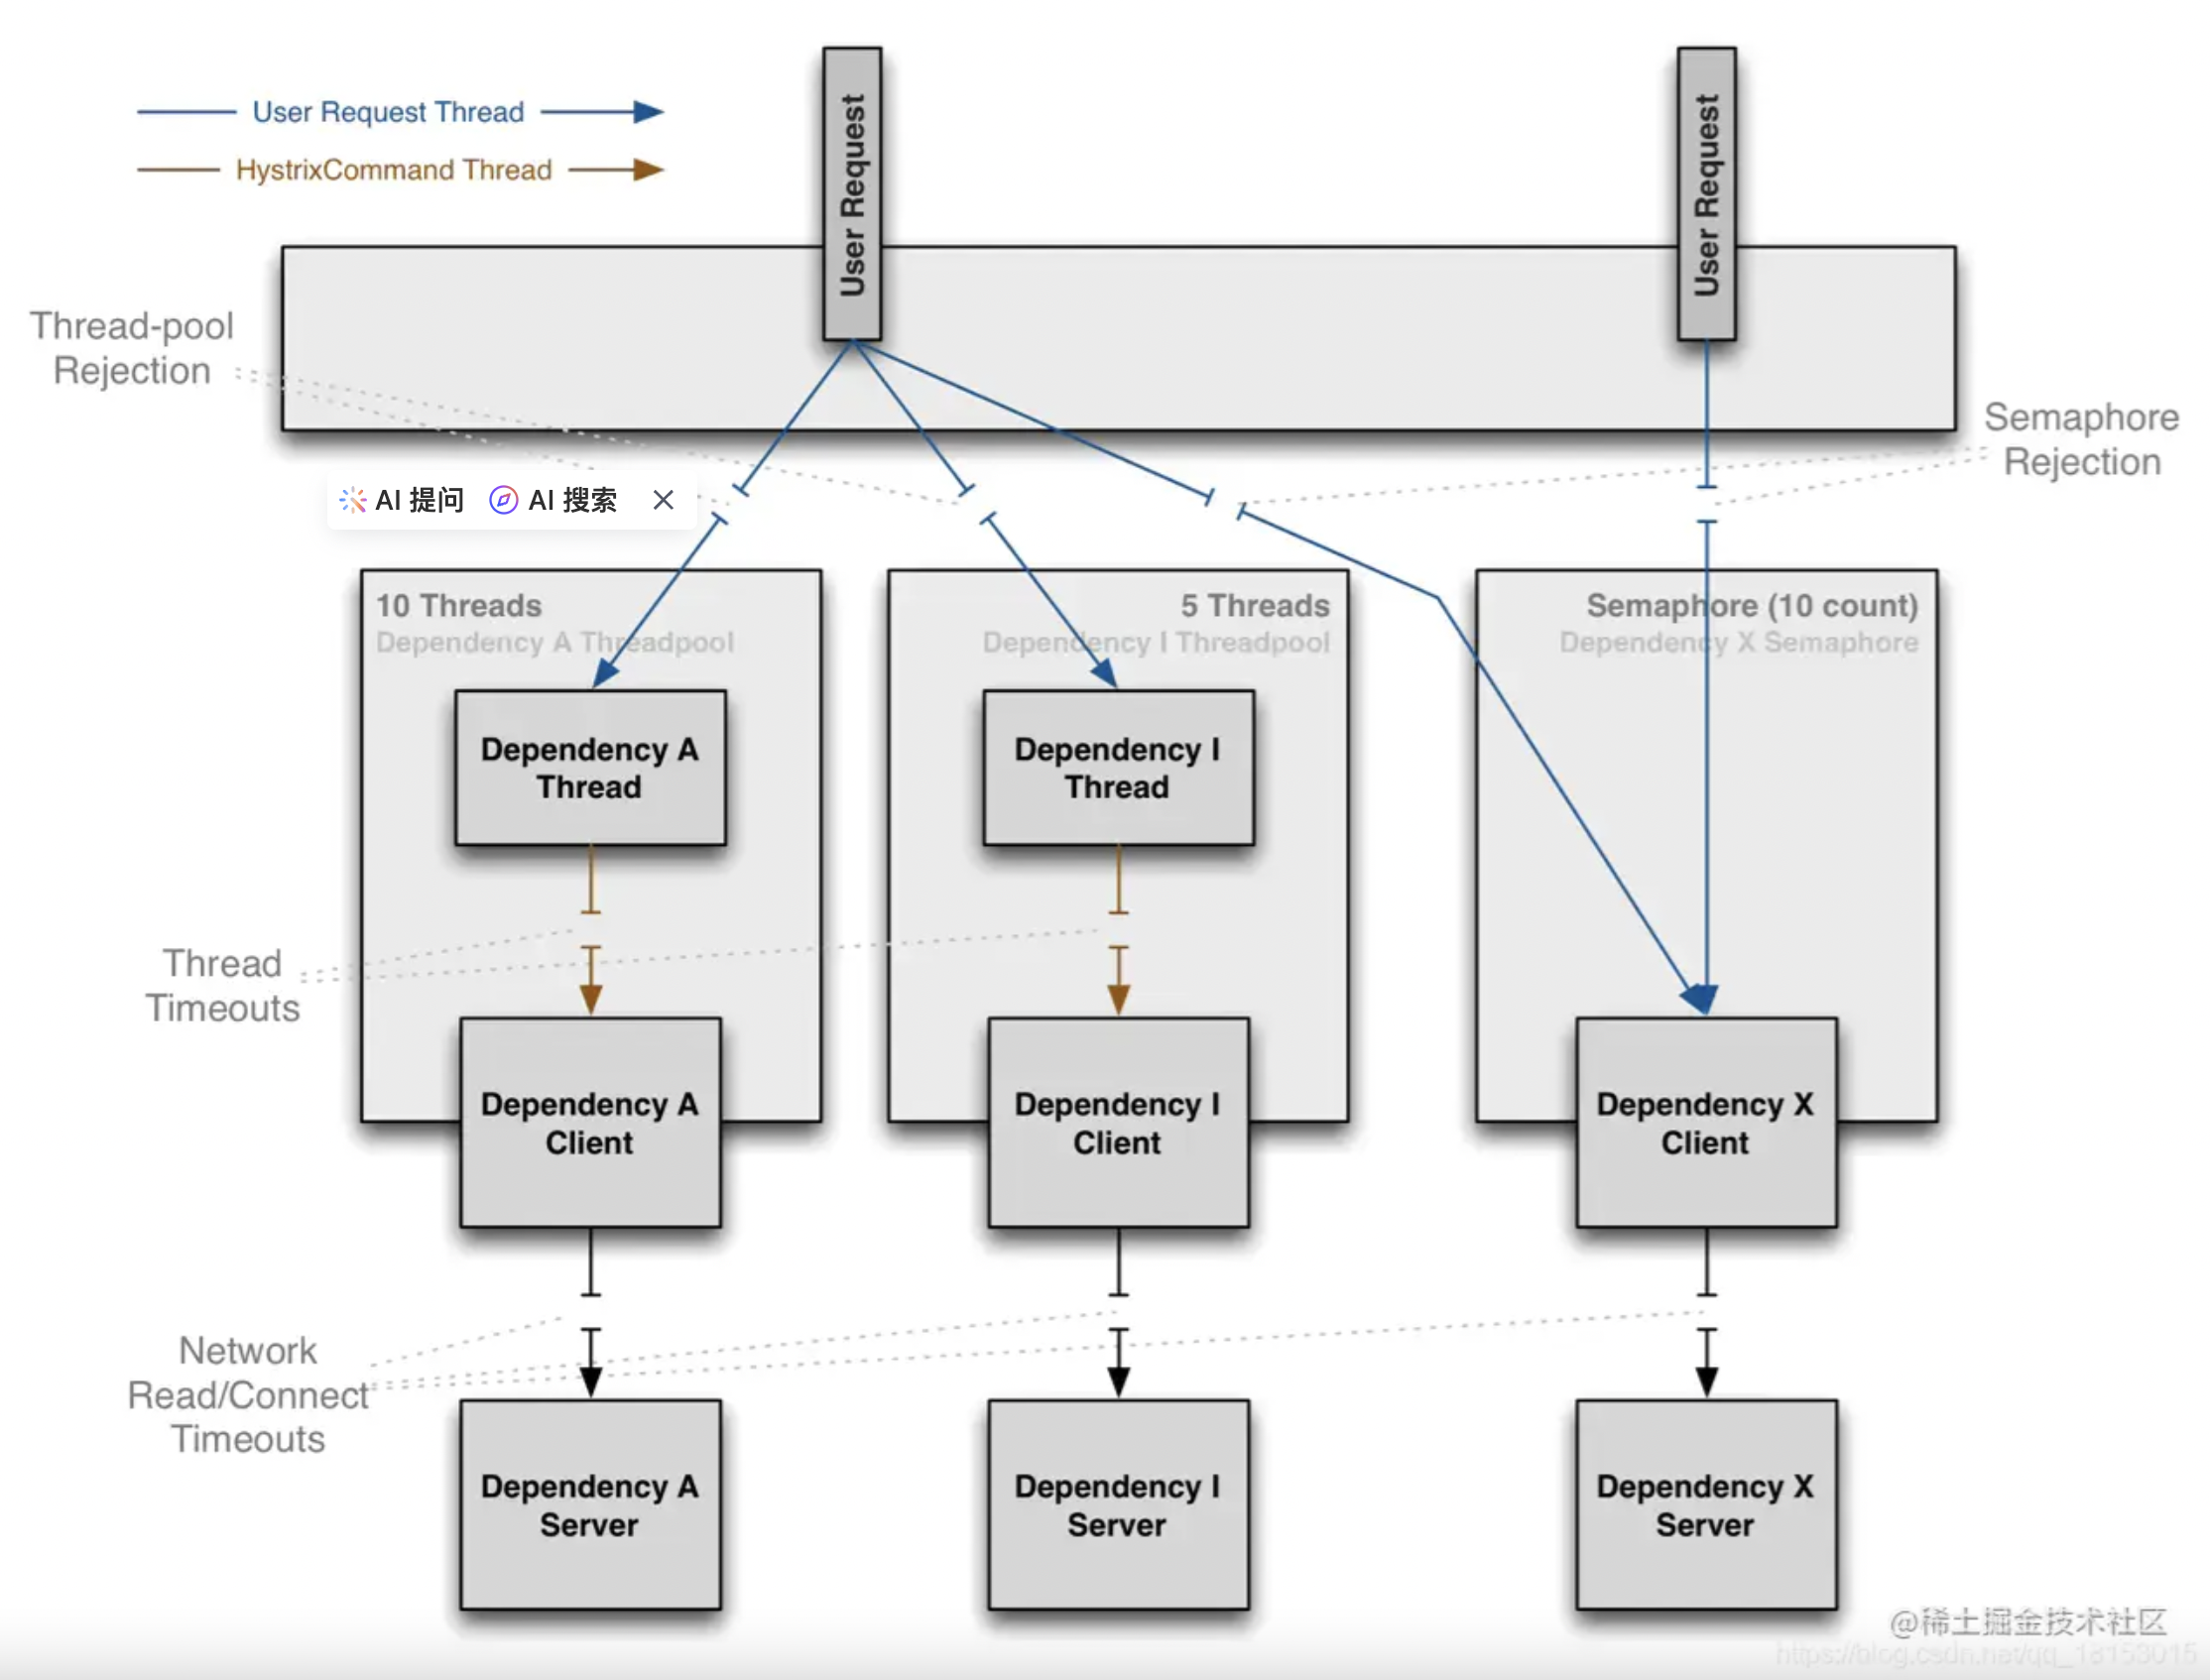 User Request Thread
HystrixCommand Thread
User Request
User Request
Thread-pool
Rejection
Semaphore
Rejection
AI 提问 AI 搜索
10 Threads
Dependency A Threadpool
5 Threads
Dependency I Threadpool
Semaphore (10 count)
Dependency X Semaphore
Dependency A
Thread
Dependency I
Thread
Thread
Timeouts
Dependency A
Client
Dependency I
Client
Dependency X
Client
Network
Read/Connect
Timeouts
Dependency A
Server
Dependency I
Server
Dependency X
Server
@稀土掘金技术社区
https://blog.csdn.net/qq_18153015